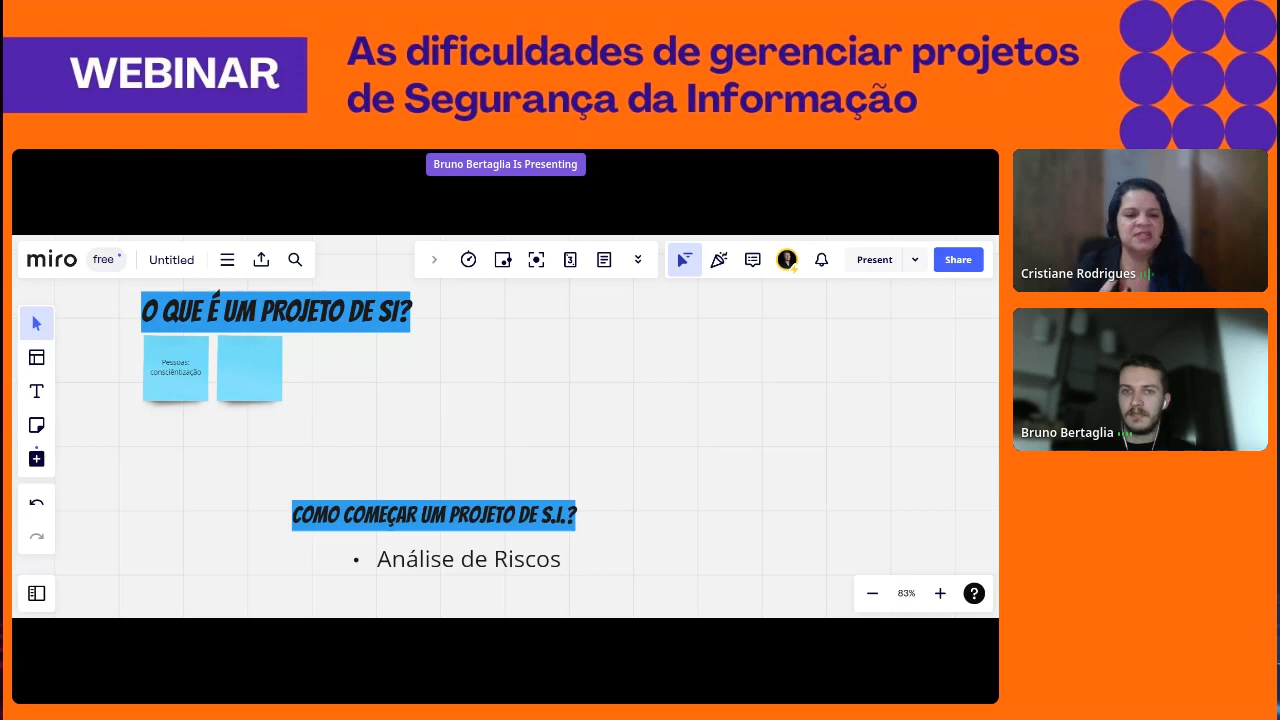 WEBINAR
As dificuldades de gerenciar projetos
de Segurança da Informação
Bruno Bertaglia Is Presenting
miro
free
Untitled
3
Present
Share
O QUE É UM PROJETO DE SI?
Pessoas:
consciêntização
T
COMO COMEÇAR UM PROJETO DE S.I.?
• Análise de Riscos
83%
?
Cristiane Rodrigues
Bruno Bertaglia